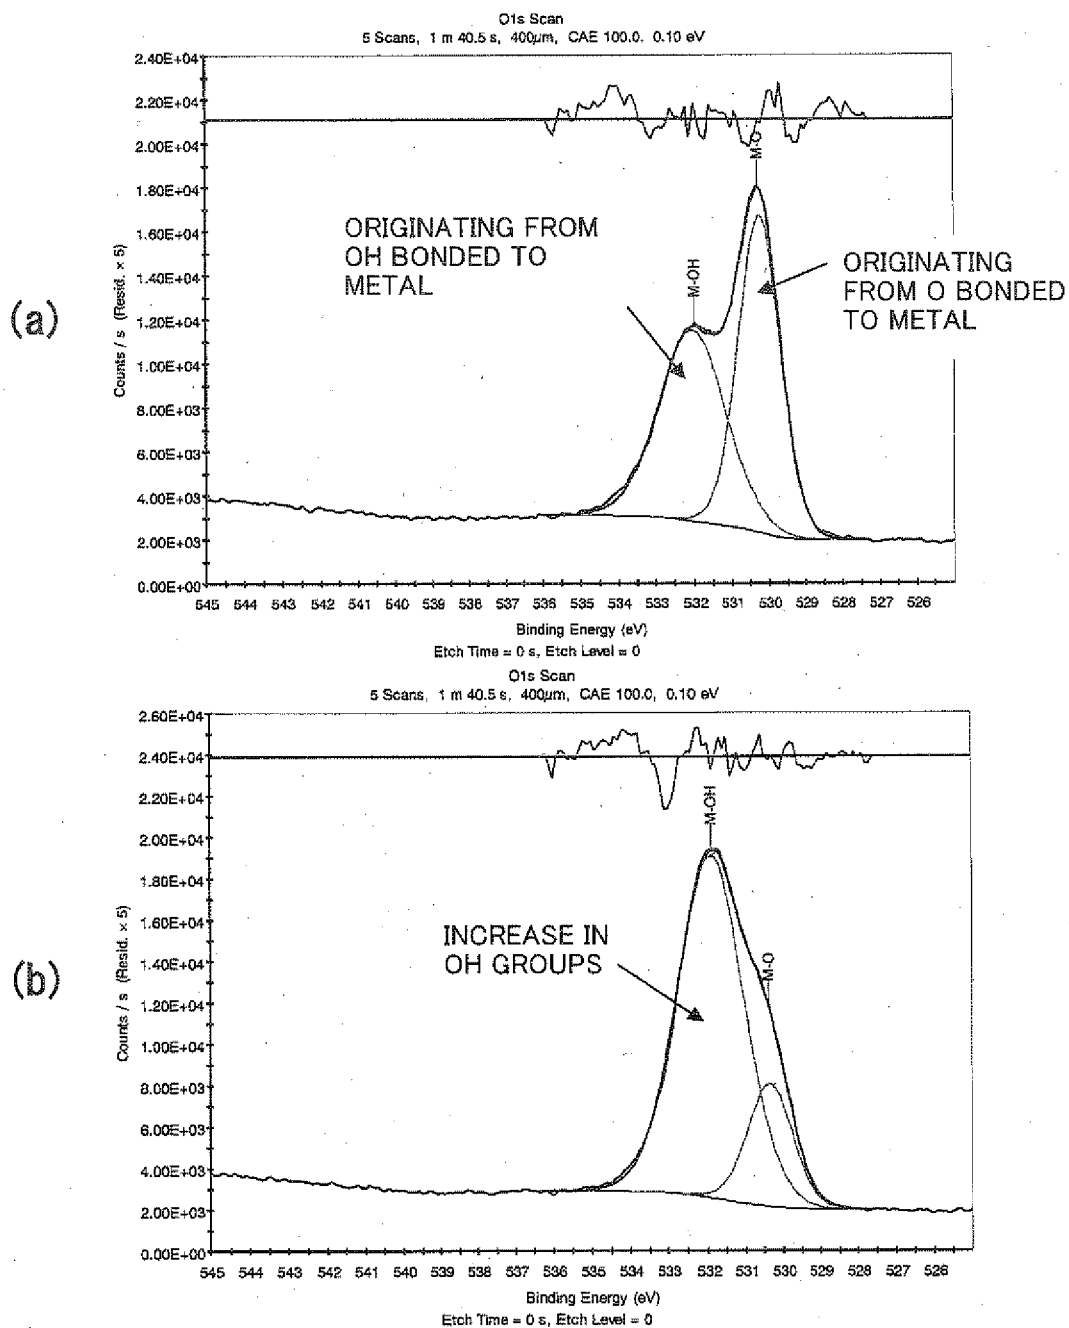 O1s Scan
5 Scans, 1 m 40.5 s, 400µm, CAE 100.0, 0.10 eV
(a)
Counts / s (Resid. × 5)
2.40E+04
2.20E+04
2.00E+04
1.80E+04
1.60E+04
1.40E+04
1.20E+04
1.00E+04
8.00E+03
6.00E+03
4.00E+03
2.00E+03
0.00E+00
M-O
M-OH
ORIGINATING FROM
OH BONDED TO
METAL
ORIGINATING
FROM O BONDED
TO METAL
545 544 543 542 541 540 539 538 537 536 535 534 533 532 531 530 529 528 527 526
Binding Energy (eV)
Etch Time = 0 s, Etch Level = 0
O1s Scan
5 Scans, 1 m 40.5 s, 400µm, CAE 100.0, 0.10 eV
(b)
Counts / s (Resid. × 5)
2.60E+04
2.40E+04
2.20E+04
2.00E+04
1.80E+04
1.60E+04
1.40E+04
1.20E+04
1.00E+04
8.00E+03
6.00E+03
4.00E+03
2.00E+03
0.00E+00
M-OH
M-O
INCREASE IN
OH GROUPS
545 544 543 542 541 540 539 538 537 536 535 534 533 532 531 530 529 528 527 526
Binding Energy (eV)
Etch Time = 0 s, Etch Level = 0